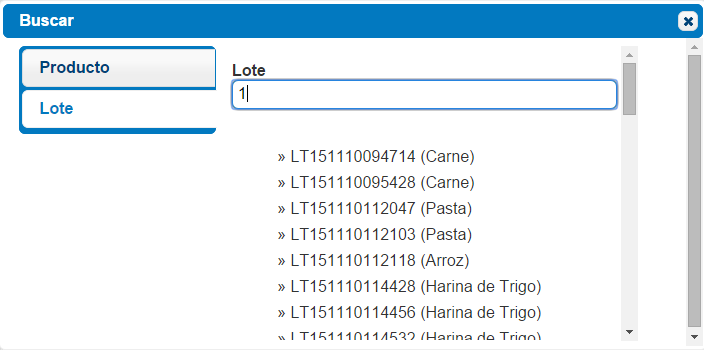 Buscar
Producto
Lote
Lote
1
» LT151110094714 (Carne)
» LT151110095428 (Carne)
» LT151110112047 (Pasta)
» LT151110112103 (Pasta)
» LT151110112118 (Arroz)
» LT151110114428 (Harina de Trigo)
» LT151110114456 (Harina de Trigo)
» LT151110114532 (Harina de Trigo)